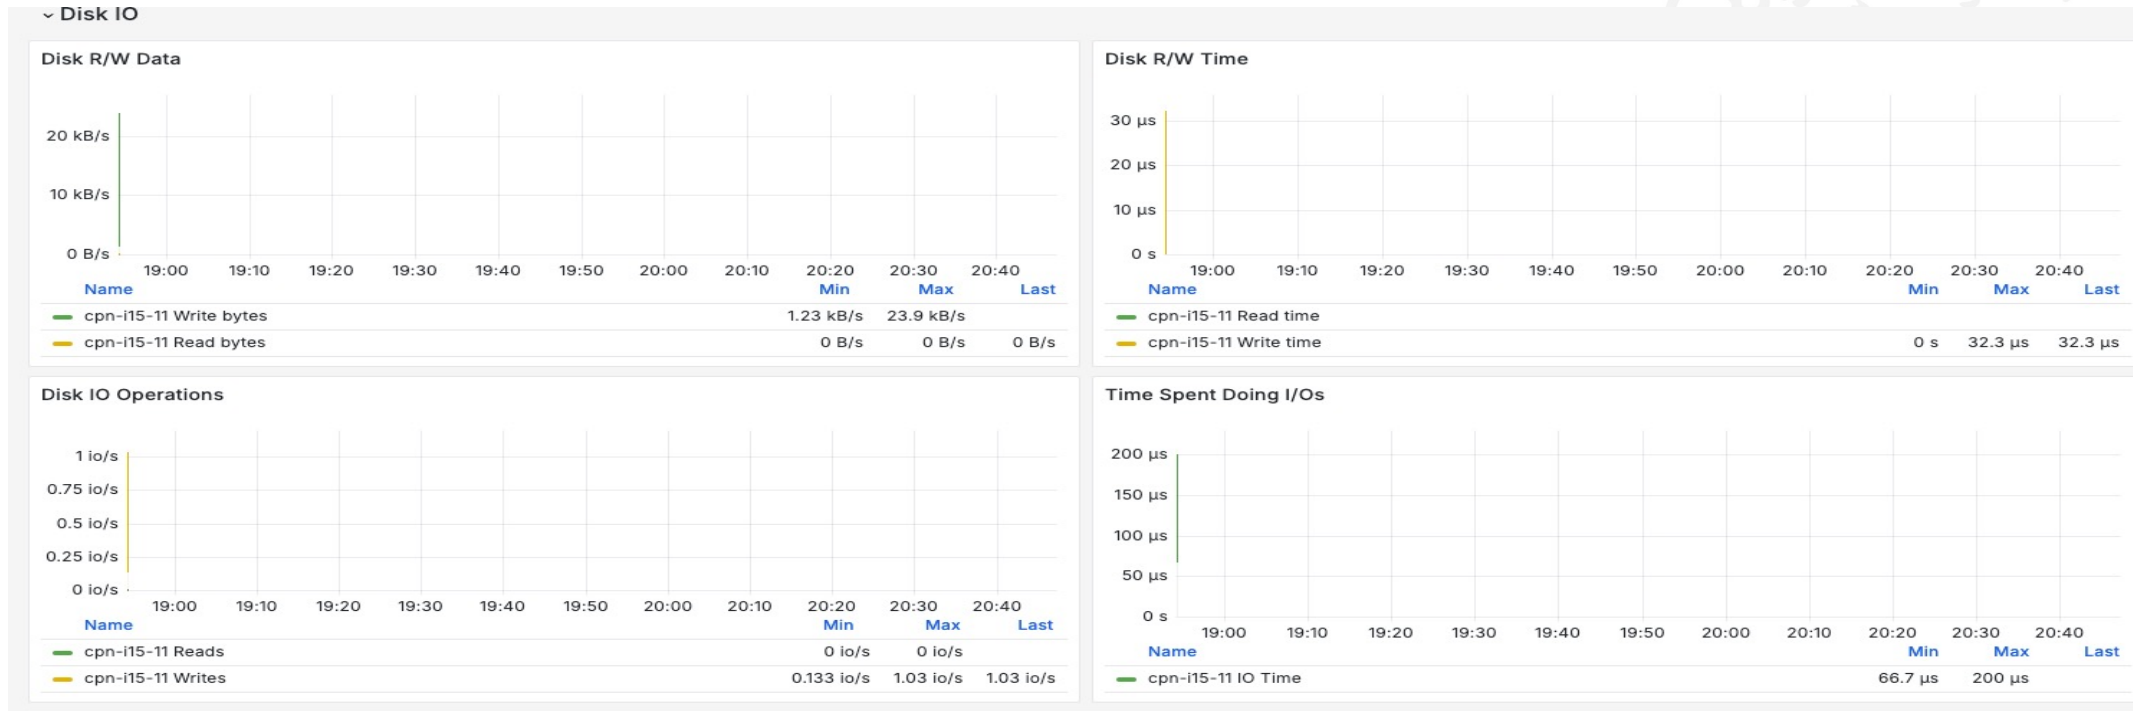 Disk IO
Disk R/W Data
20 kB/s
10 kB/s
0 B/s
19:00 19:10 19:20 19:30 19:40 19:50 20:00 20:10 20:20 20:30 20:40
Name Min Max Last
cpn-i15-11 Write bytes 1.23 kB/s 23.9 kB/s
cpn-i15-11 Read bytes 0 B/s 0 B/s 0 B/s
Disk R/W Time
30 µs
20 µs
10 µs
0 s
19:00 19:10 19:20 19:30 19:40 19:50 20:00 20:10 20:20 20:30 20:40
Name Min Max Last
cpn-i15-11 Read time
cpn-i15-11 Write time 0 s 32.3 µs 32.3 µs
Disk IO Operations
1 io/s
0.75 io/s
0.5 io/s
0.25 io/s
0 io/s
19:00 19:10 19:20 19:30 19:40 19:50 20:00 20:10 20:20 20:30 20:40
Name Min Max Last
cpn-i15-11 Reads 0 io/s 0 io/s
cpn-i15-11 Writes 0.133 io/s 1.03 io/s 1.03 io/s
Time Spent Doing I/Os
200 µs
150 µs
100 µs
50 µs
0 s
19:00 19:10 19:20 19:30 19:40 19:50 20:00 20:10 20:20 20:30 20:40
Name Min Max Last
cpn-i15-11 IO Time 66.7 µs 200 µs